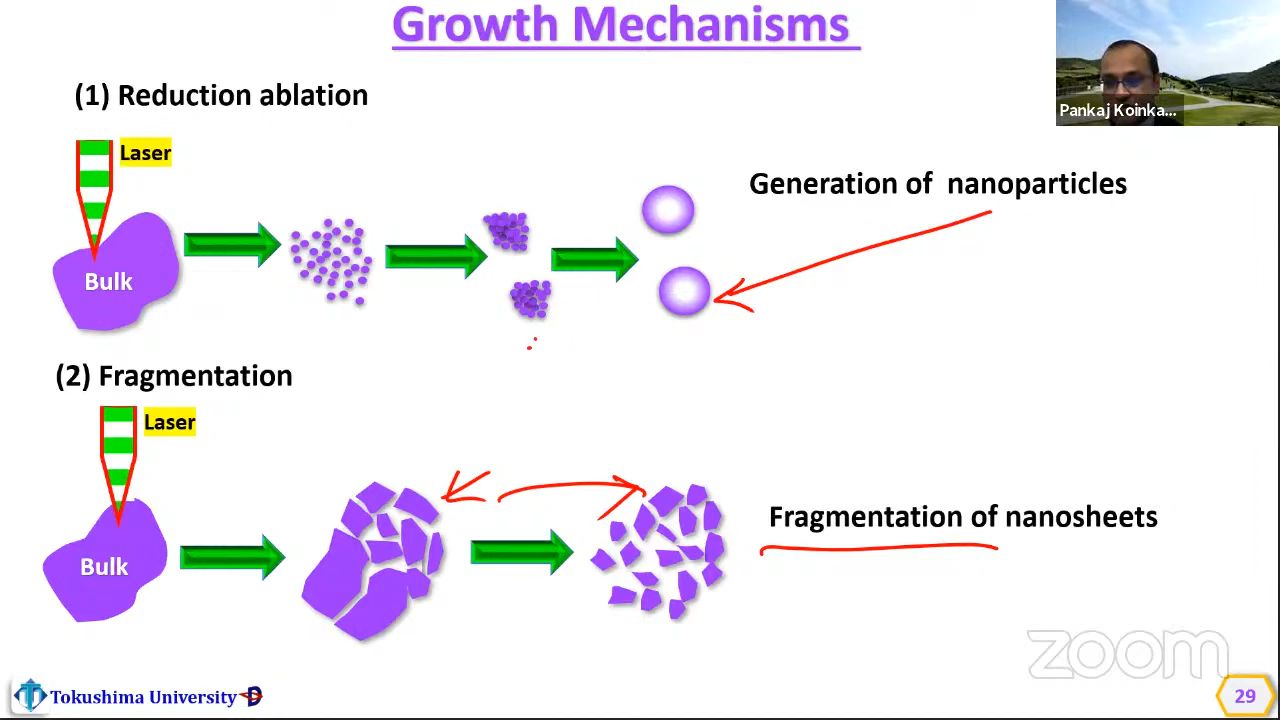 Growth Mechanisms
(1) Reduction ablation
Pankaj Koinka...
Laser
Generation of nanoparticles
Bulk
(2) Fragmentation
Laser
Fragmentation of nanosheets
Bulk
zoom
Tokushima University
29